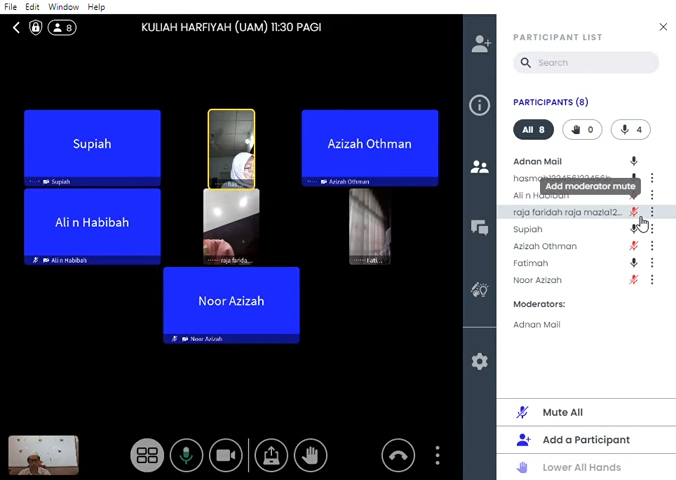 File Edit Window Help
KULIAH HARFIYAH (UAM) 11:30 PAGI
8
PARTICIPANT LIST
Search
PARTICIPANTS (8)
All 8
0
4
Adnan Mail
Add moderator mute
Ali n Habibah
raja faridah raja mazla12...
Supiah
Azizah Othman
Fatimah
Noor Azizah
Moderators:
Adnan Mail
Mute All
Add a Participant
Lower All Hands
Supiah
Supiah
Azizah Othman
Azizah Othman
Ali n Habibah
Ali n Habibah
raja farida...
Fati...
Noor Azizah
Noor Azizah